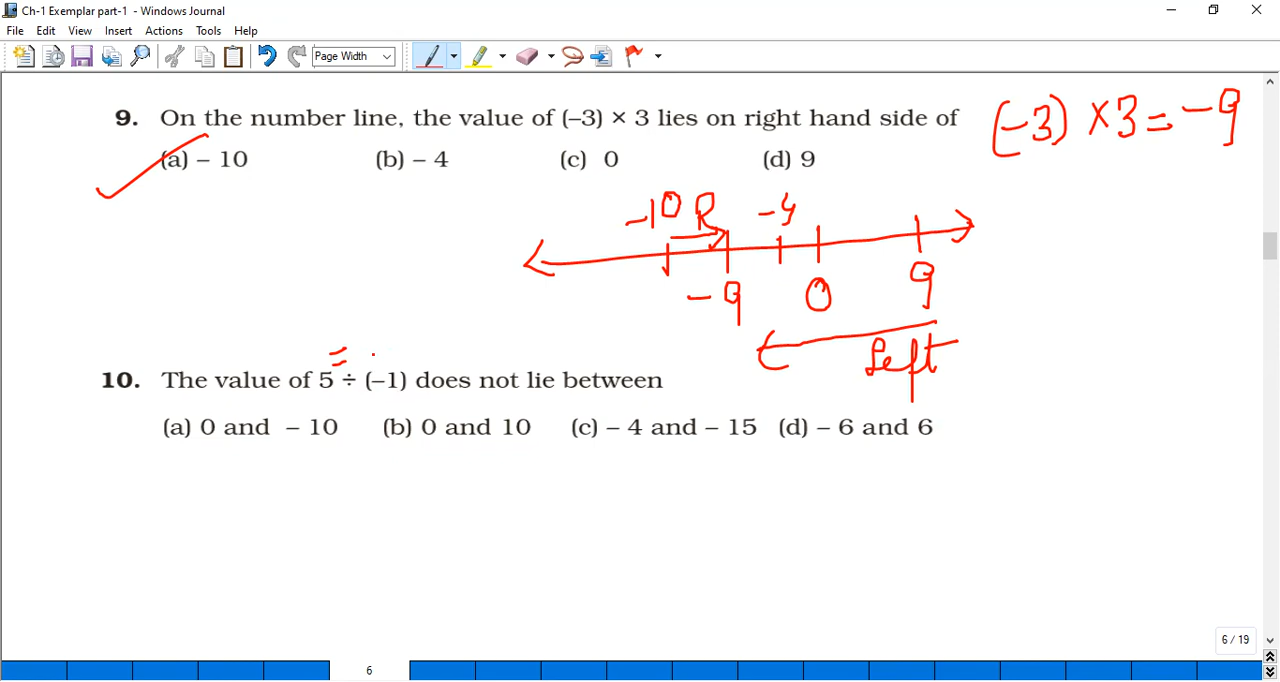 Ch-1 Exemplar part-1 - Windows Journal
File Edit View Insert Actions Tools Help
Page Width
9. On the number line, the value of (–3) × 3 lies on right hand side of
(–3) × 3 = –9
(a) – 10 (b) – 4 (c) 0 (d) 9
–10 R –4
–9 0 9
Left
=
10. The value of 5 ÷ (–1) does not lie between
(a) 0 and – 10 (b) 0 and 10 (c) – 4 and – 15 (d) – 6 and 6
6 / 19
6